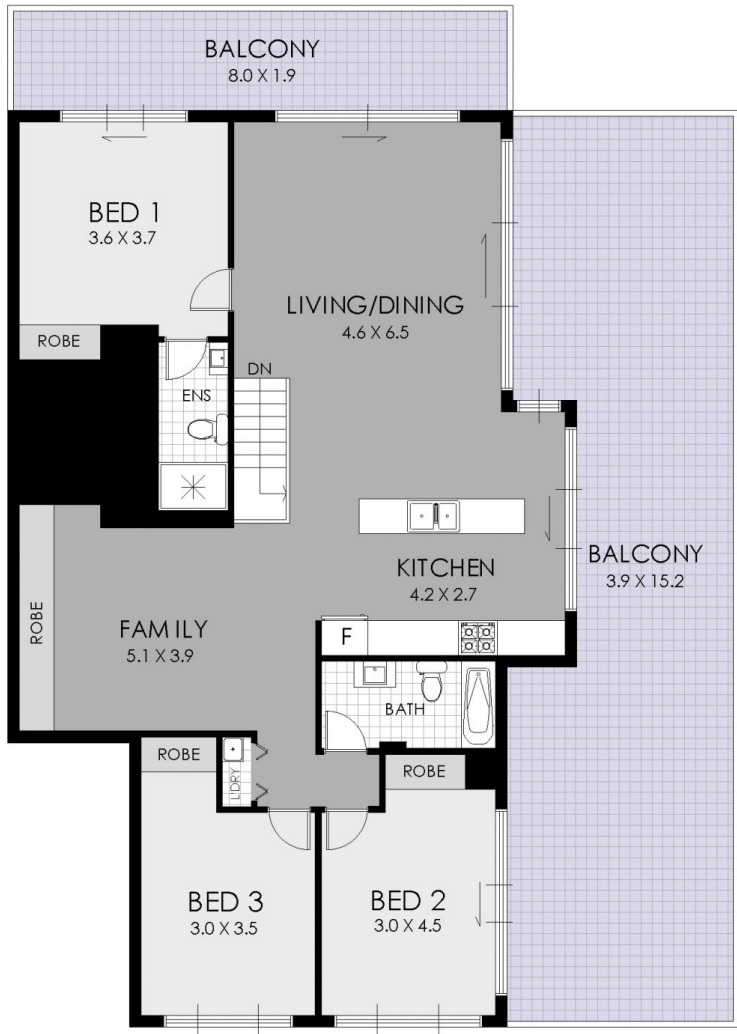 BALCONY
8.0 X 1.9
BED 1
3.6 X 3.7
LIVING/DINING
4.6 X 6.5
ROBE
DN
ENS
KITCHEN
4.2 X 2.7
BALCONY
3.9 X 15.2
ROBE
FAMILY
5.1 X 3.9
F
BATH
ROBE
L'DRY
ROBE
BED 3
3.0 X 3.5
BED 2
3.0 X 4.5